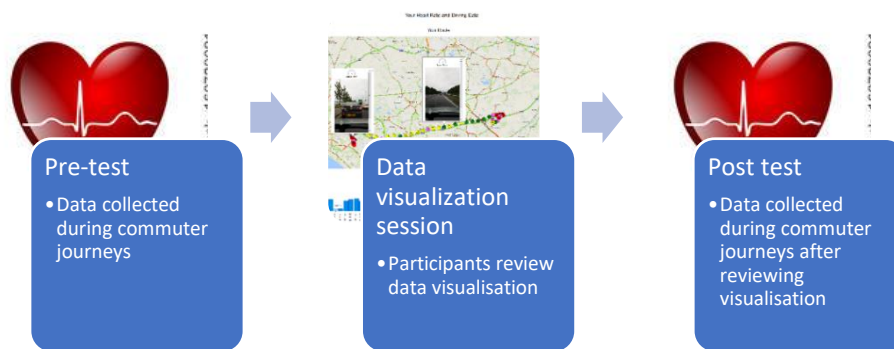 Your Heart Rate and Driving Data
Pre-test
•Data collected
during commuter
journeys
Data
visualization
session
•Participants review
data visualisation
Post test
•Data collected
during commuter
journeys after
reviewing
visualisation